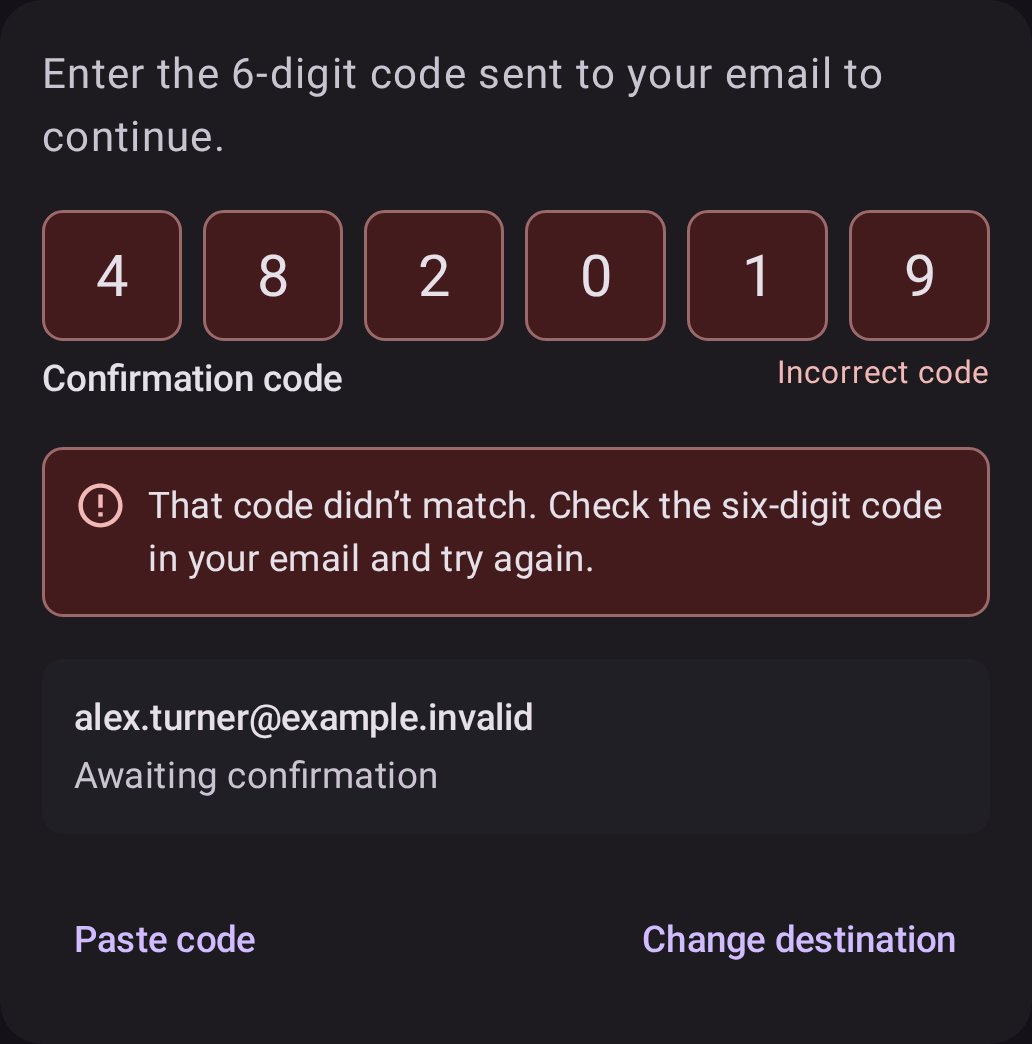 Enter the 6-digit code sent to your email to
continue.
4 8 2 0 1 9
Confirmation code
Incorrect code
That code didn’t match. Check the six-digit code
in your email and try again.
alex.turner@example.invalid
Awaiting confirmation
Paste code
Change destination